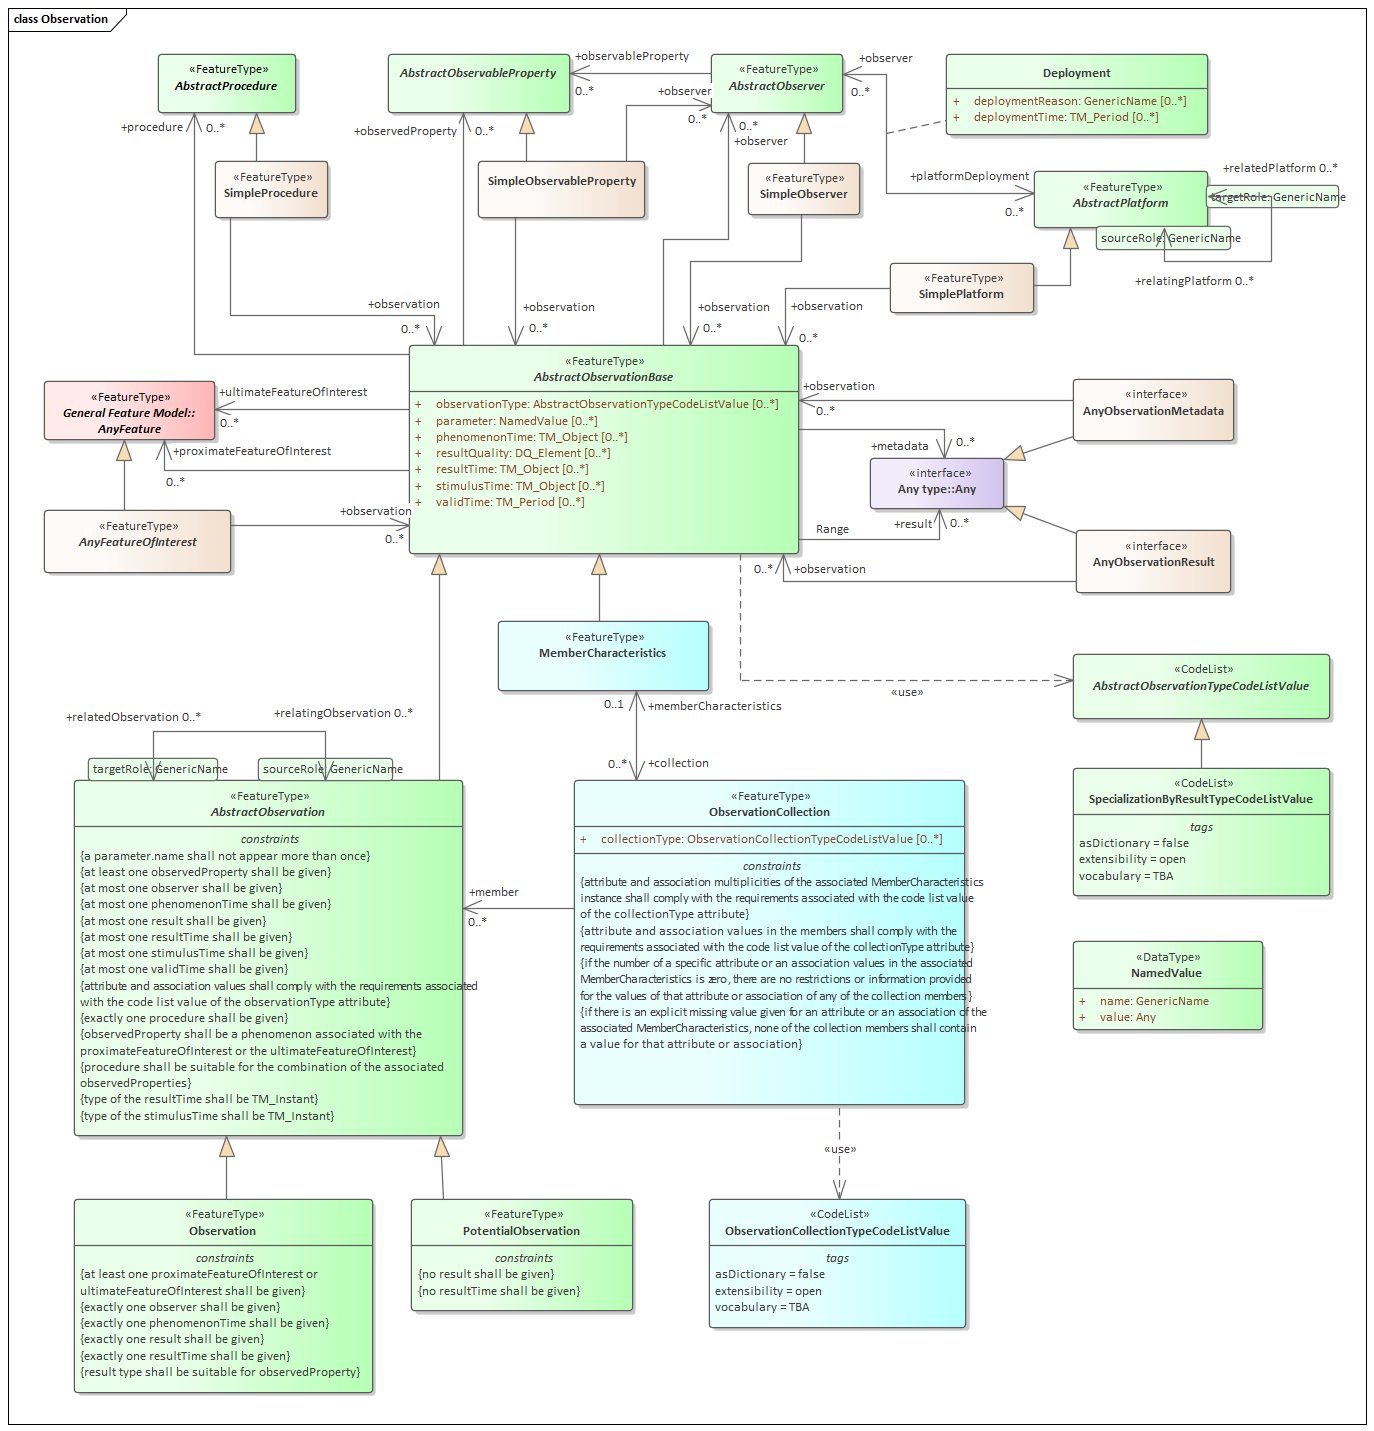 class Observation
«FeatureType»
AbstractProcedure
AbstractObservableProperty
+observableProperty
0..*
«FeatureType»
AbstractObserver
+observer
0..*
Deployment
+ deploymentReason: GenericName [0..*]
+ deploymentTime: TM_Period [0..*]
+procedure
0..*
+observedProperty
0..*
+observer
0..*
0..*
+observer
«FeatureType»
SimpleProcedure
SimpleObservableProperty
«FeatureType»
SimpleObserver
+platformDeployment
0..*
«FeatureType»
AbstractPlatform
+relatedPlatform 0..*
targetRole: GenericName
sourceRole: GenericName
+relatingPlatform 0..*
«FeatureType»
SimplePlatform
+observation
0..*
+observation
0..*
+observation
0..*
+observation
0..*
«FeatureType»
AbstractObservationBase
+ observationType: AbstractObservationTypeCodeListValue [0..*]
+ parameter: NamedValue [0..*]
+ phenomenonTime: TM_Object [0..*]
+ resultQuality: DQ_Element [0..*]
+ resultTime: TM_Object [0..*]
+ stimulusTime: TM_Object [0..*]
+ validTime: TM_Period [0..*]
«FeatureType»
General Feature Model::
AnyFeature
+ultimateFeatureOfInterest
0..*
+proximateFeatureOfInterest
0..*
«FeatureType»
AnyFeatureOfInterest
+observation
0..*
+observation
0..*
«interface»
AnyObservationMetadata
+metadata
0..*
«interface»
Any type::Any
Range
+result
0..*
«interface»
AnyObservationResult
0..*
+observation
«FeatureType»
MemberCharacteristics
«use»
«CodeList»
AbstractObservationTypeCodeListValue
0..1
+memberCharacteristics
0..*
+collection
+relatedObservation 0..*
+relatingObservation 0..*
targetRole: GenericName
sourceRole: GenericName
«FeatureType»
AbstractObservation
constraints
{a parameter.name shall not appear more than once}
{at least one observedProperty shall be given}
{at most one observer shall be given}
{at most one phenomenonTime shall be given}
{at most one result shall be given}
{at most one resultTime shall be given}
{at most one stimulusTime shall be given}
{at most one validTime shall be given}
{attribute and association values shall comply with the requirements associated
with the code list value of the observationType attribute}
{exactly one procedure shall be given}
{observedProperty shall be a phenomenon associated with the
proximateFeatureOfInterest or the ultimateFeatureOfInterest}
{procedure shall be suitable for the combination of the associated
observedProperties}
{type of the resultTime shall be TM_Instant}
{type of the stimulusTime shall be TM_Instant}
+member
0..*
«FeatureType»
ObservationCollection
+ collectionType: ObservationCollectionTypeCodeListValue [0..*]
constraints
{attribute and association multiplicities of the associated MemberCharacteristics
instance shall comply with the requirements associated with the code list value
of the collectionType attribute}
{attribute and association values in the members shall comply with the
requirements associated with the code list value of the collectionType attribute}
{if the number of a specific attribute or an association values in the associated
MemberCharacteristics is zero, there are no restrictions or information provided
for the values of that attribute or association of any of the collection members}
{if there is an explicit missing value given for an attribute or an association of the
associated MemberCharacteristics, none of the collection members shall contain
a value for that attribute or association}
«CodeList»
SpecializationByResultTypeCodeListValue
tags
asDictionary = false
extensibility = open
vocabulary = TBA
«DataType»
NamedValue
+ name: GenericName
+ value: Any
«FeatureType»
Observation
constraints
{at least one proximateFeatureOfInterest or
ultimateFeatureOfInterest shall be given}
{exactly one observer shall be given}
{exactly one phenomenonTime shall be given}
{exactly one result shall be given}
{exactly one resultTime shall be given}
{result type shall be suitable for observedProperty}
«FeatureType»
PotentialObservation
constraints
{no result shall be given}
{no resultTime shall be given}
«use»
«CodeList»
ObservationCollectionTypeCodeListValue
tags
asDictionary = false
extensibility = open
vocabulary = TBA